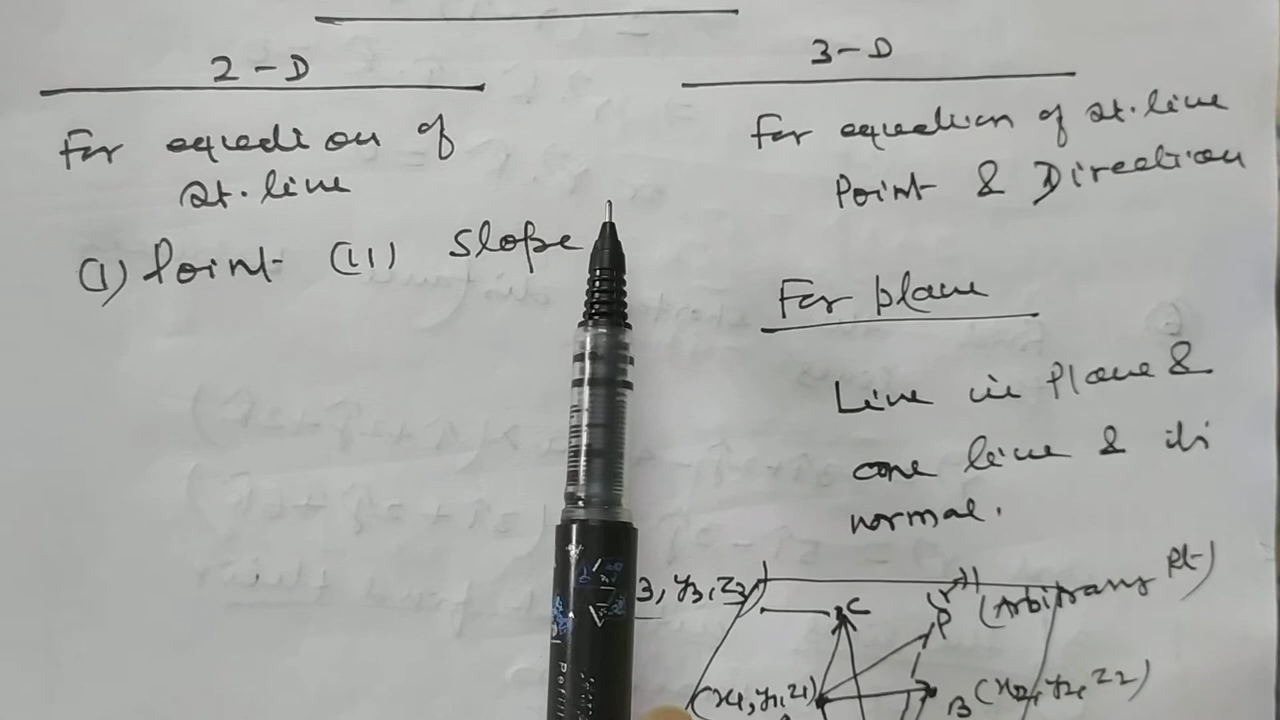 2-D
For equation of
st. line
(i) Point (ii) Slope
3-D
For equation of st. line
Point & Direction
For plane
Line in Plane &
one line & its
normal.
3, y3, z3)
C
P (r) (Arbitrary Pt)
(x1, y1, z1)
B (x2, y2, z2)